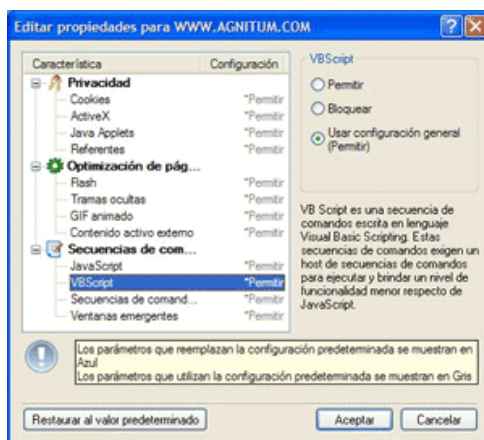 Editar propiedades para WWW.AGNITUM.COM
Característica Configuración
Privacidad
Cookies *Permitir
ActiveX *Permitir
Java Applets *Permitir
Referentes *Permitir
Optimización de pág...
Flash *Permitir
Tramas ocultas *Permitir
GIF animado *Permitir
Contenido activo externo *Permitir
Secuencias de com...
JavaScript *Permitir
VBScript *Permitir
Secuencias de comand... *Permitir
Ventanas emergentes *Permitir
VBScript
Permitir
Bloquear
Usar configuración general
(Permitir)
VB Script es una secuencia de
comandos escrita en lenguaje
Visual Basic Scripting. Estas
secuencias de comandos exigen un
host de secuencias de comandos
para ejecutar y brindar un nivel de
funcionalidad menor respecto de
JavaScript.
Los parámetros que reemplazan la configuración predeterminada se muestran en
Azul
Los parámetros que utilizan la configuración predeterminada se muestran en Gris
Restaurar al valor predeterminado
Aceptar
Cancelar